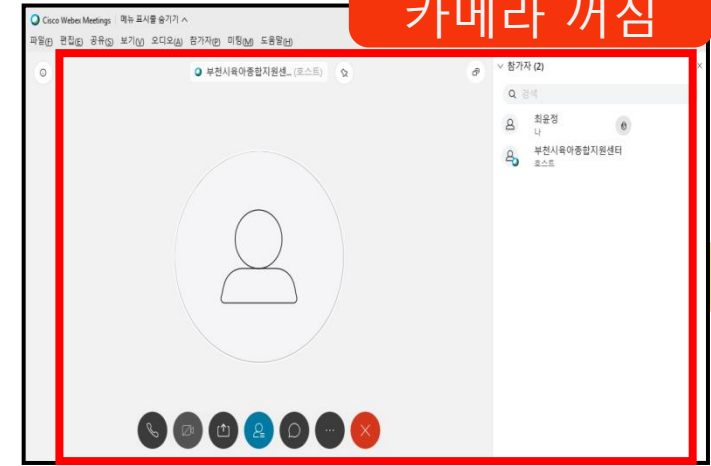 카메라 꺼짐
Cisco Webex Meetings 메뉴 표시줄 숨기기 ^
파일(F) 편집(E) 공유(S) 보기(V) 오디오(A) 참가자(P) 미팅(M) 도움말(H)
부천시육아종합지원센... (호스트)
참가자 (2)
검색
최윤정
나
부천시육아종합지원센터
호스트